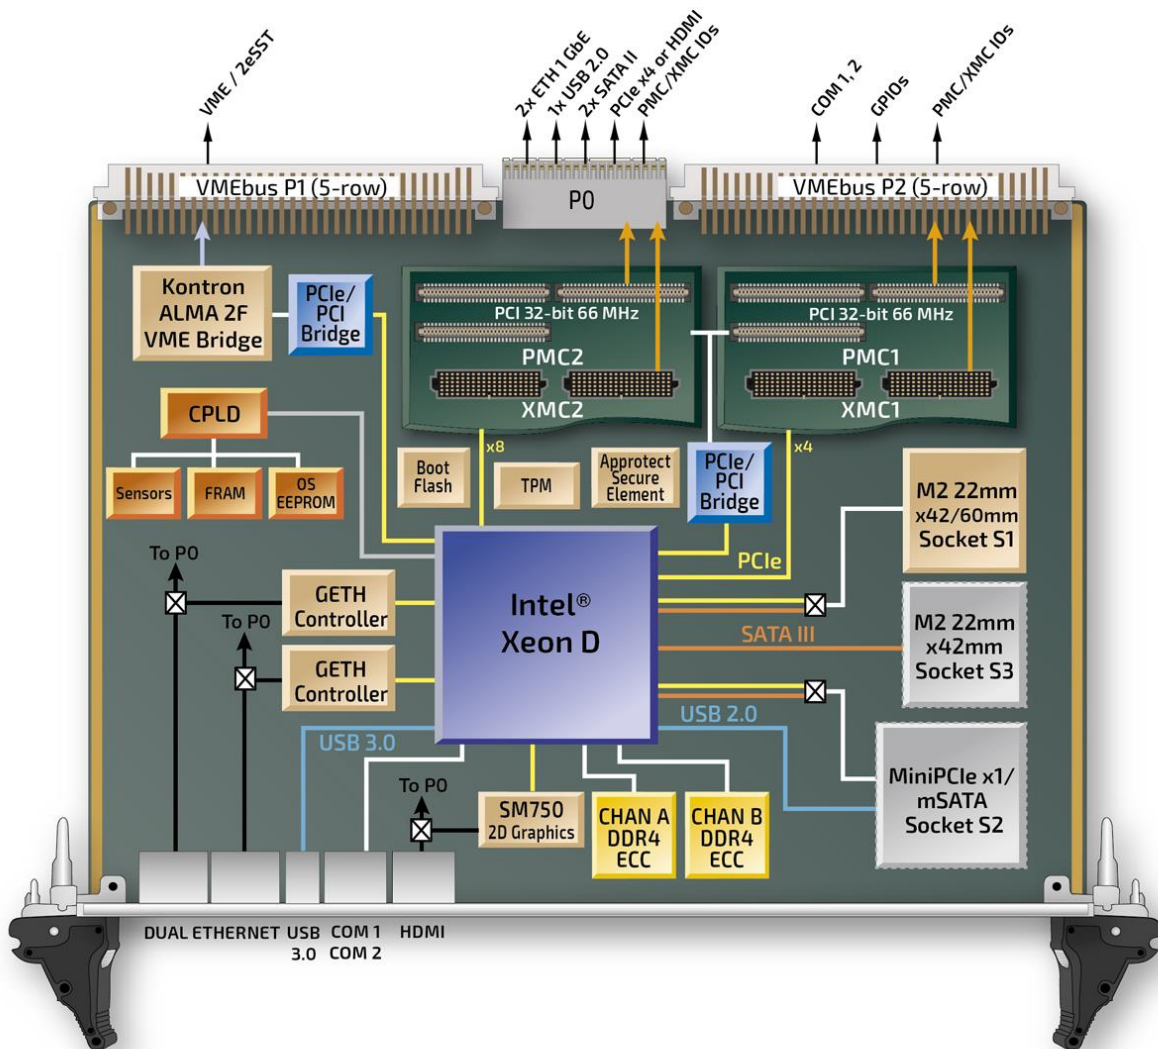 VME / 2eSST
2x ETH 1 GbE
1x USB 2.0
2x SATA II
PCIe x4 or HDMI
PMC/XMC IOs
COM 1, 2
GPIOs
PMC/XMC IOs
VMEbus P1 (5-row)
P0
VMEbus P2 (5-row)
Kontron
ALMA 2F
VME Bridge
PCIe/
PCI
Bridge
PCI 32-bit 66 MHz
PMC2
XMC2
PCI 32-bit 66 MHz
PMC1
XMC1
CPLD
Sensors
FRAM
OS
EEPROM
x8
Boot
Flash
TPM
Approtect
Secure
Element
PCIe/
PCI
Bridge
x4
M2 22mm
x42/60mm
Socket S1
PCIe
To P0
GETH
Controller
To P0
GETH
Controller
Intel®
Xeon D
SATA III
M2 22mm
x42mm
Socket S3
USB 3.0
USB 2.0
MiniPCIe x1/
mSATA
Socket S2
To P0
SM750
2D Graphics
CHAN A
DDR4
ECC
CHAN B
DDR4
ECC
DUAL ETHERNET
USB
3.0
COM 1
COM 2
HDMI